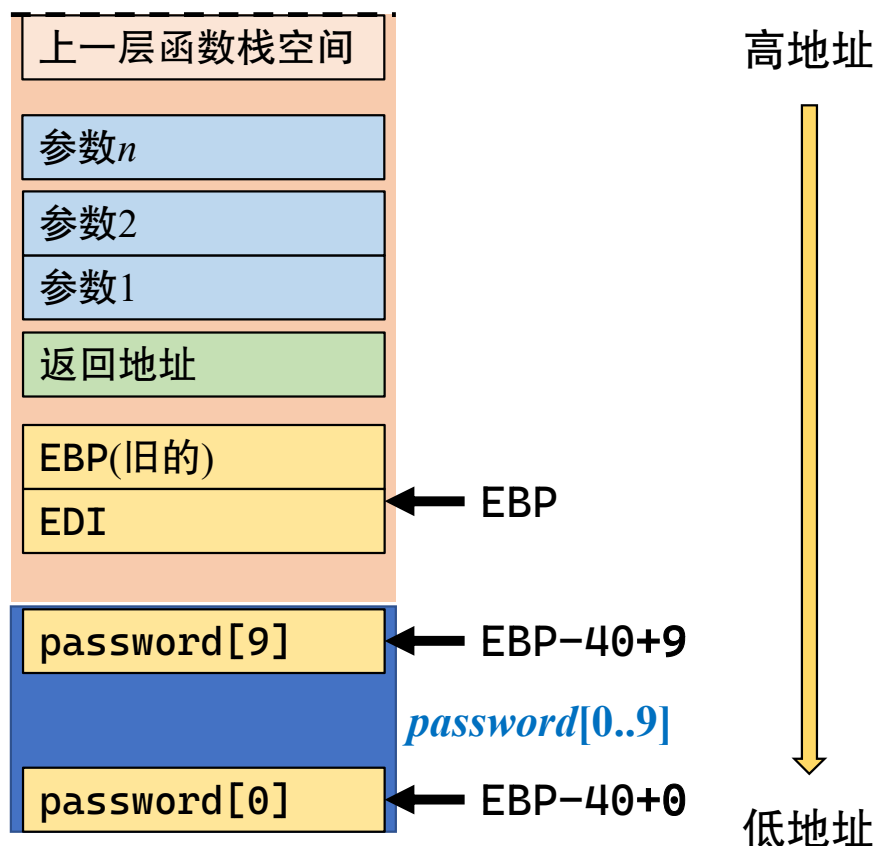 上一层函数栈空间
高地址
参数n
参数2
参数1
返回地址
EBP(旧的)
EBP
EDI
password[9]
EBP-40+9
password[0..9]
password[0]
EBP-40+0
低地址